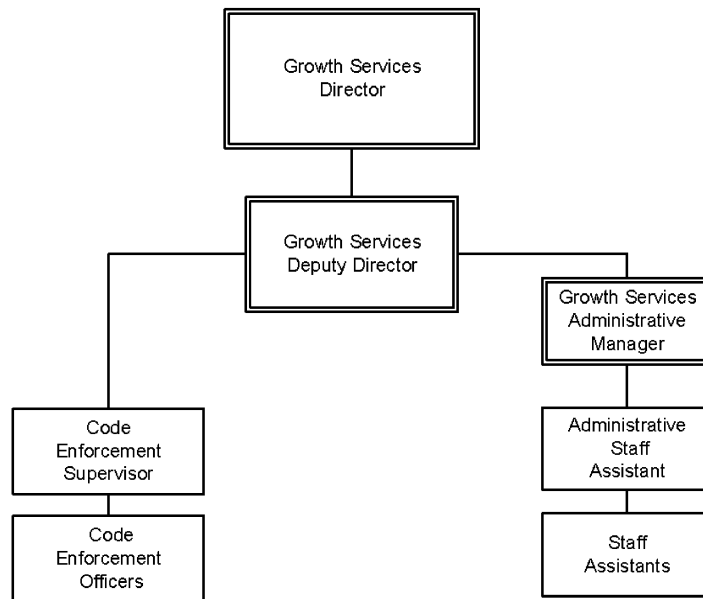 Growth Services
Director
Growth Services
Deputy Director
Growth Services
Administrative
Manager
Code
Enforcement
Supervisor
Administrative
Staff
Assistant
Code
Enforcement
Officers
Staff
Assistants